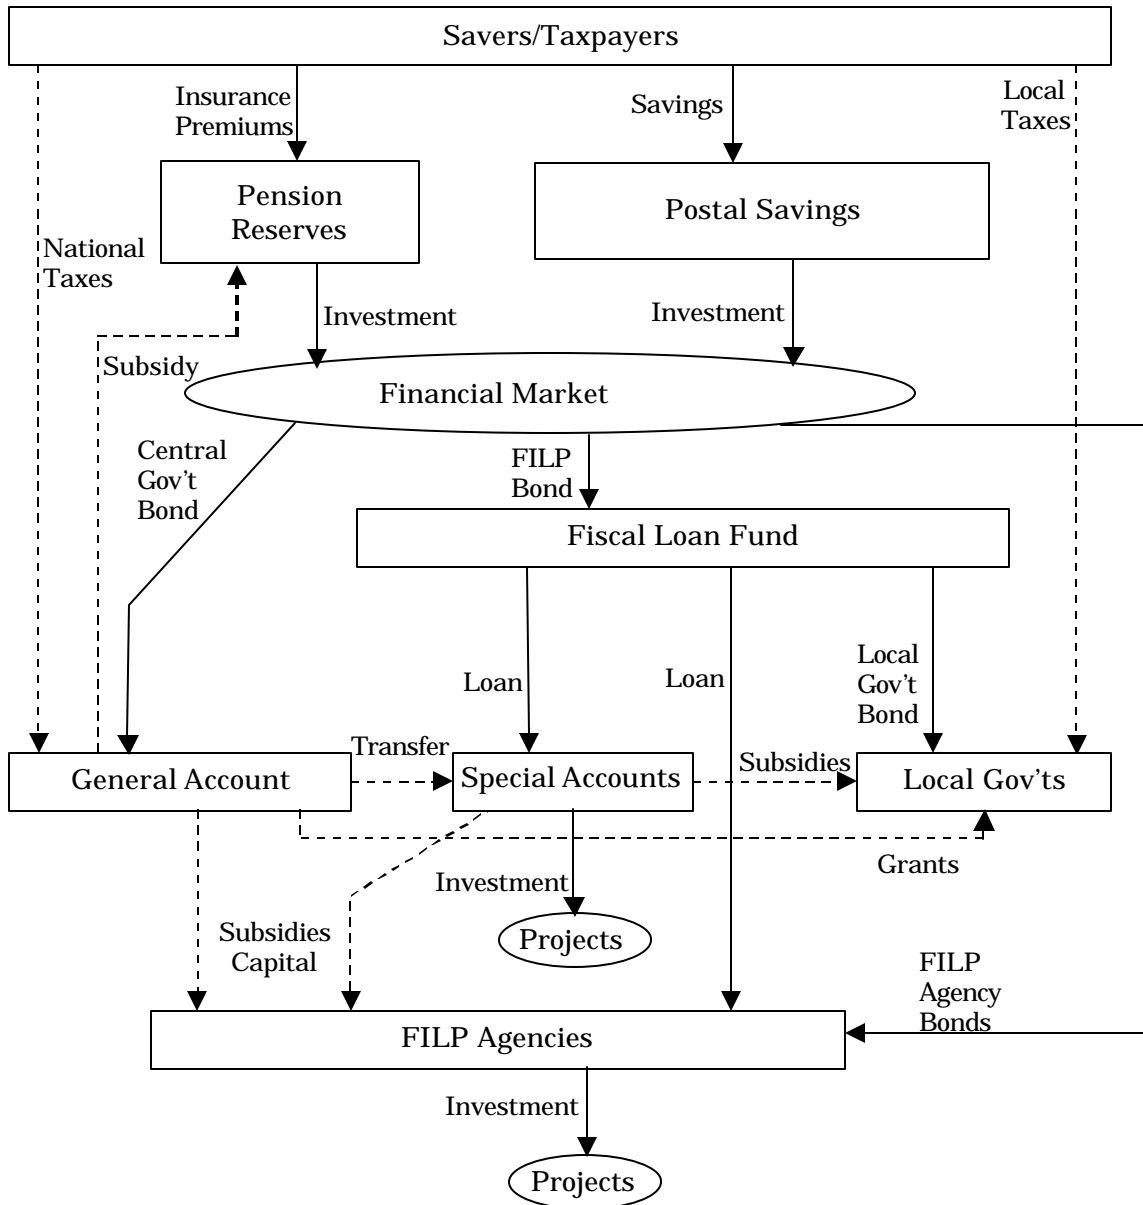 Savers/Taxpayers
Insurance
Premiums
Savings
Local
Taxes
Pension
Reserves
Postal Savings
National
Taxes
Investment
Investment
Subsidy
Financial Market
Central
Gov't
Bond
FILP
Bond
Fiscal Loan Fund
Loan
Loan
Local
Gov't
Bond
Transfer
Subsidies
General Account
Special Accounts
Local Gov'ts
Grants
Investment
Subsidies
Capital
Projects
FILP
Agency
Bonds
FILP Agencies
Investment
Projects